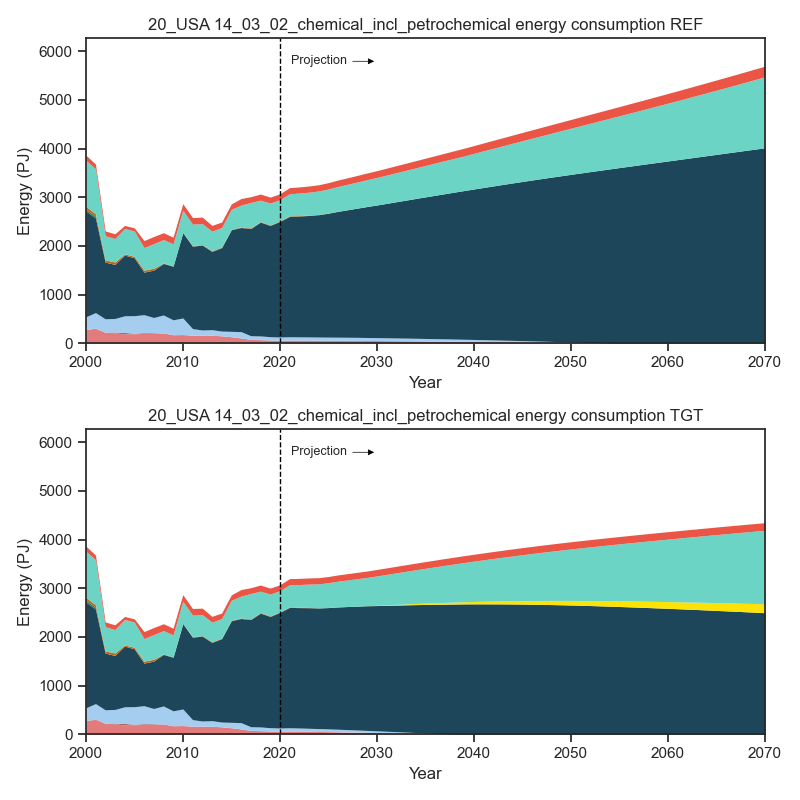 20_USA 14_03_02_chemical_incl_petrochemical energy consumption REF
6000
5000
4000
3000
2000
1000
0
Energy (PJ)
Projection
2000 2010 2020 2030 2040 2050 2060 2070
Year
20_USA 14_03_02_chemical_incl_petrochemical energy consumption TGT
6000
5000
4000
3000
2000
1000
0
Energy (PJ)
Projection
2000 2010 2020 2030 2040 2050 2060 2070
Year